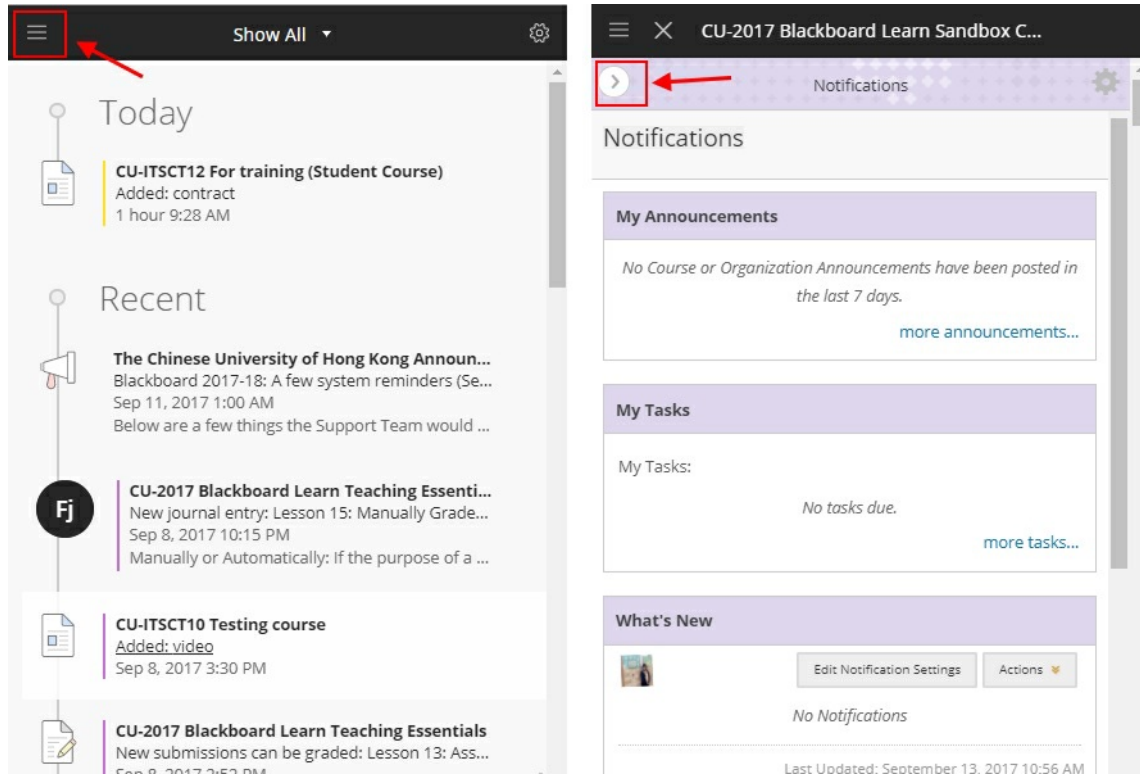 Show All
Today
CU-ITSCT12 For training (Student Course)
Added: contract
1 hour 9:28 AM
Recent
The Chinese University of Hong Kong Announ...
Blackboard 2017-18: A few system reminders (Se...
Sep 11, 2017 1:00 AM
Below are a few things the Support Team would ...
Fj
CU-2017 Blackboard Learn Teaching Essenti...
New journal entry: Lesson 15: Manually Grade...
Sep 8, 2017 10:15 PM
Manually or Automatically: If the purpose of a ...
CU-ITSCT10 Testing course
Added: video
Sep 8, 2017 3:30 PM
CU-2017 Blackboard Learn Teaching Essentials
New submissions can be graded: Lesson 13: Ass...
Sep 8, 2017 2:52 PM
CU-2017 Blackboard Learn Sandbox C...
Notifications
Notifications
My Announcements
No Course or Organization Announcements have been posted in
the last 7 days.
more announcements...
My Tasks
My Tasks:
No tasks due.
more tasks...
What's New
Edit Notification Settings
Actions
No Notifications
Last Updated: September 13, 2017 10:56 AM